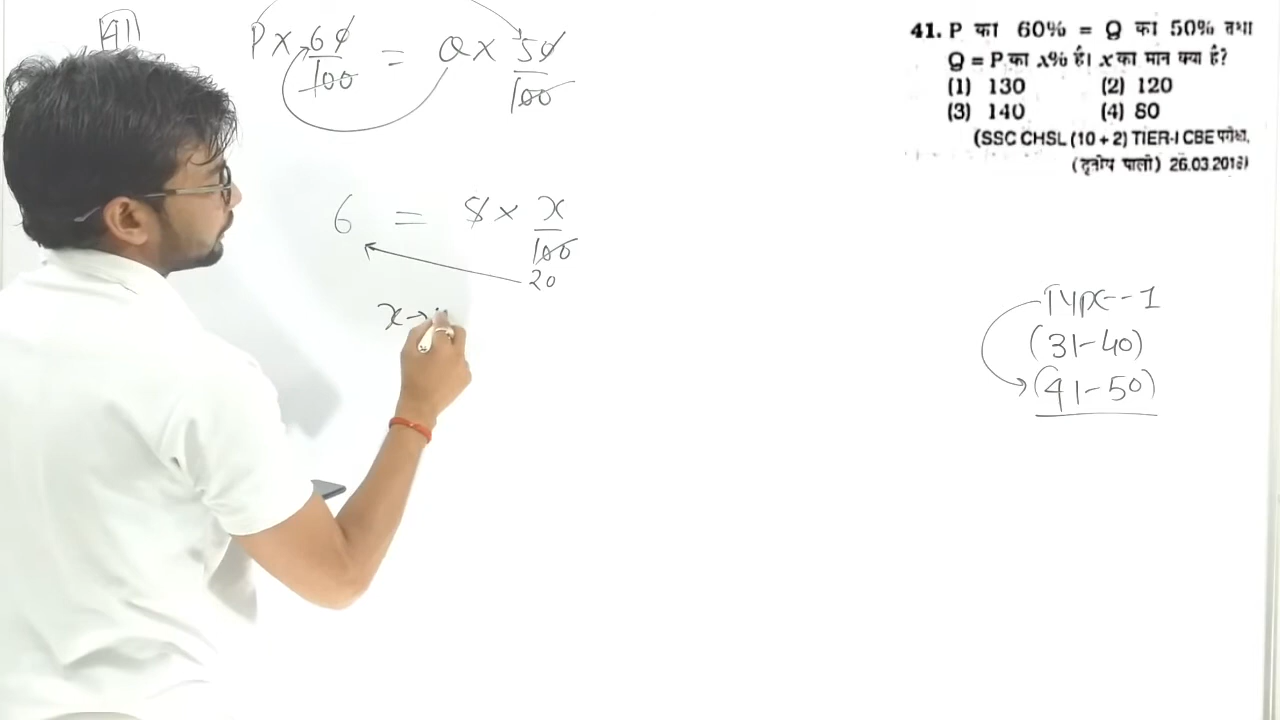 41
P × 60/100 = Q × 50/100
6 = 5 × x/100
20
x →
41. P का 60% = Q का 50% तथा
Q = P का x% है। x का मान क्या है?
(1) 130 (2) 120
(3) 140 (4) 80
(SSC CHSL (10 + 2) TIER-I CBE परीक्षा,
(तृतीय पाली) 26.03.2018)
Type--1
(31-40)
(41-50)